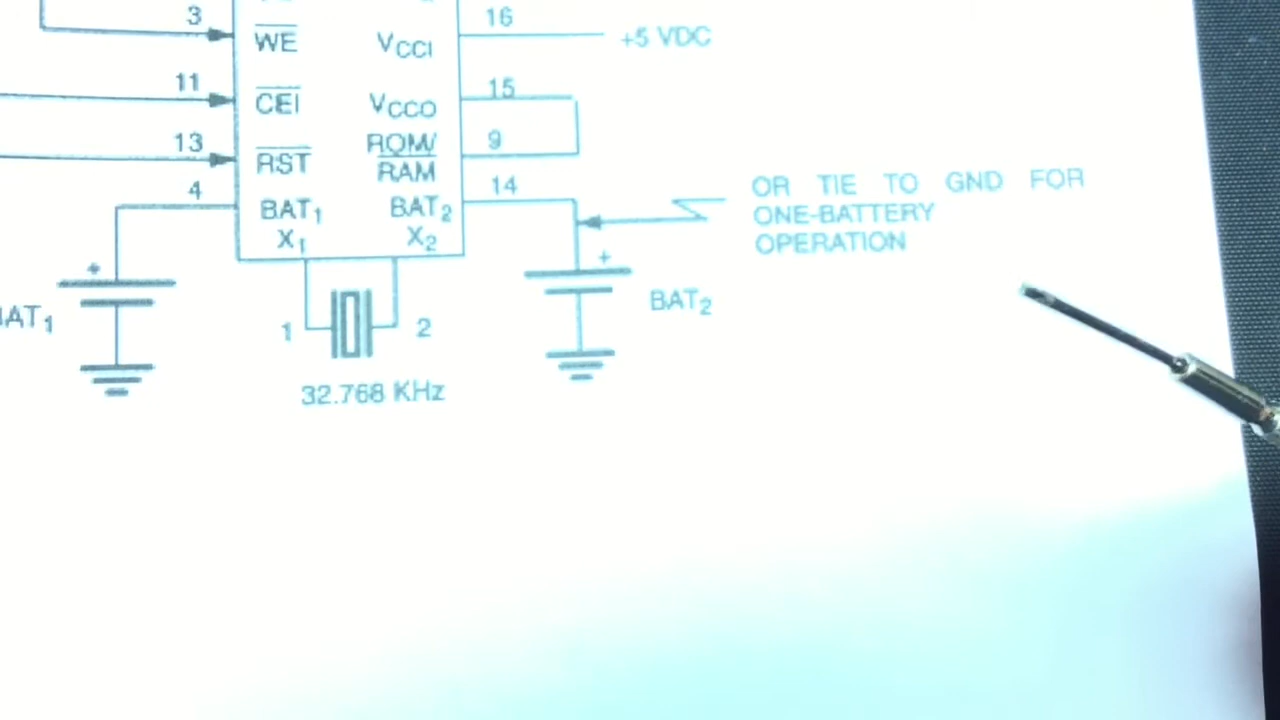 3
16
WE
VCCI
+5 VDC
11
15
CEI
VCCO
13
9
RST
ROM/
RAM
4
14
BAT1
BAT2
X1
X2
OR TIE TO GND FOR
ONE-BATTERY
OPERATION
+
+
BAT2
1
2
32.768 KHz